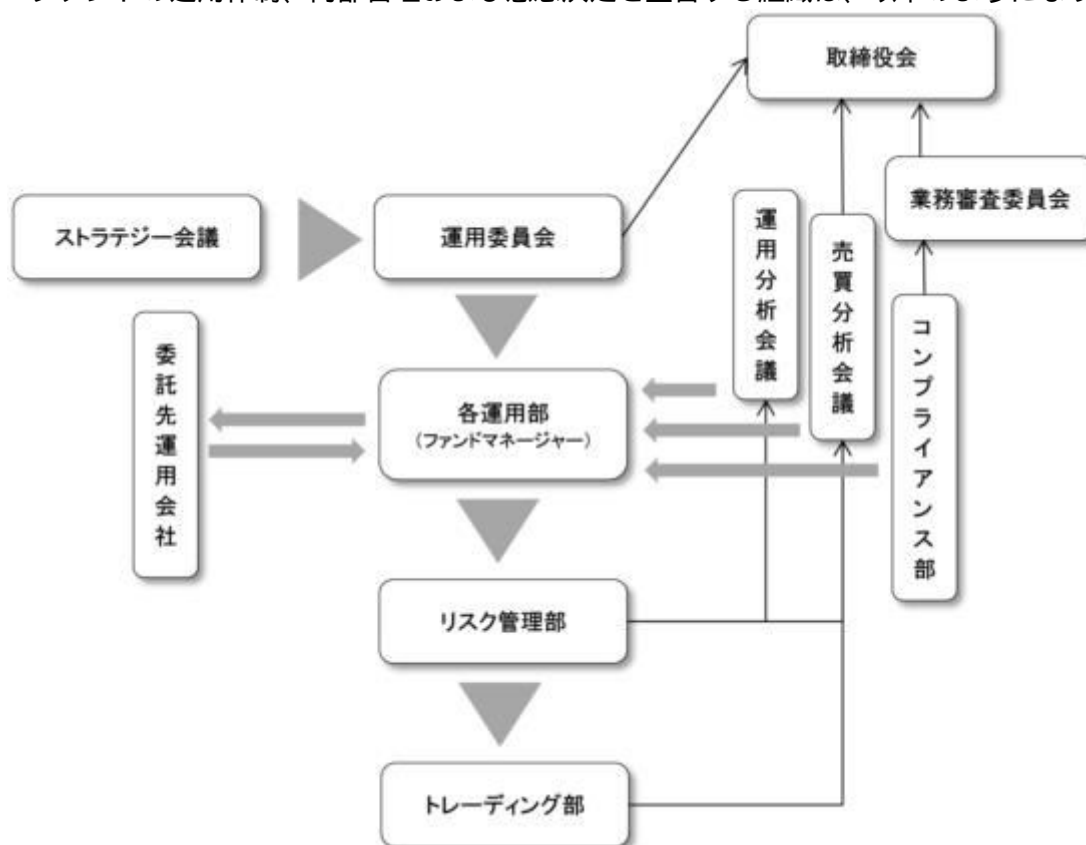 取締役会
業務審査委員会
ストラテジー会議
運用委員会
運用分析会議
売買分析会議
コンプライアンス部
委託先運用会社
各運用部
(ファンドマネージャー)
リスク管理部
トレーディング部